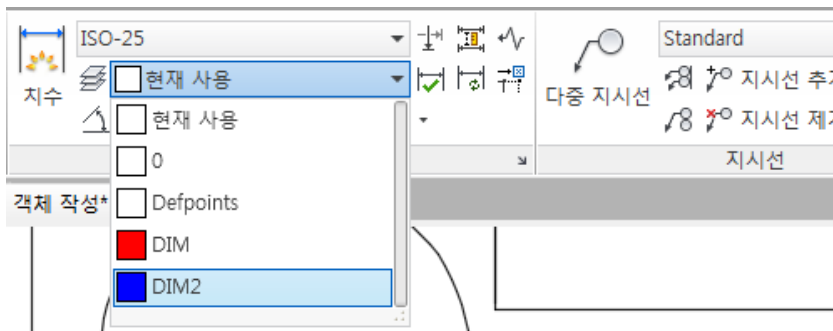 ISO-25
Standard
현재 사용
치수
다중 지시선
지시선 추
현재 사용
지시선 제
0
지시선
객체 작성*
Defpoints
DIM
DIM2